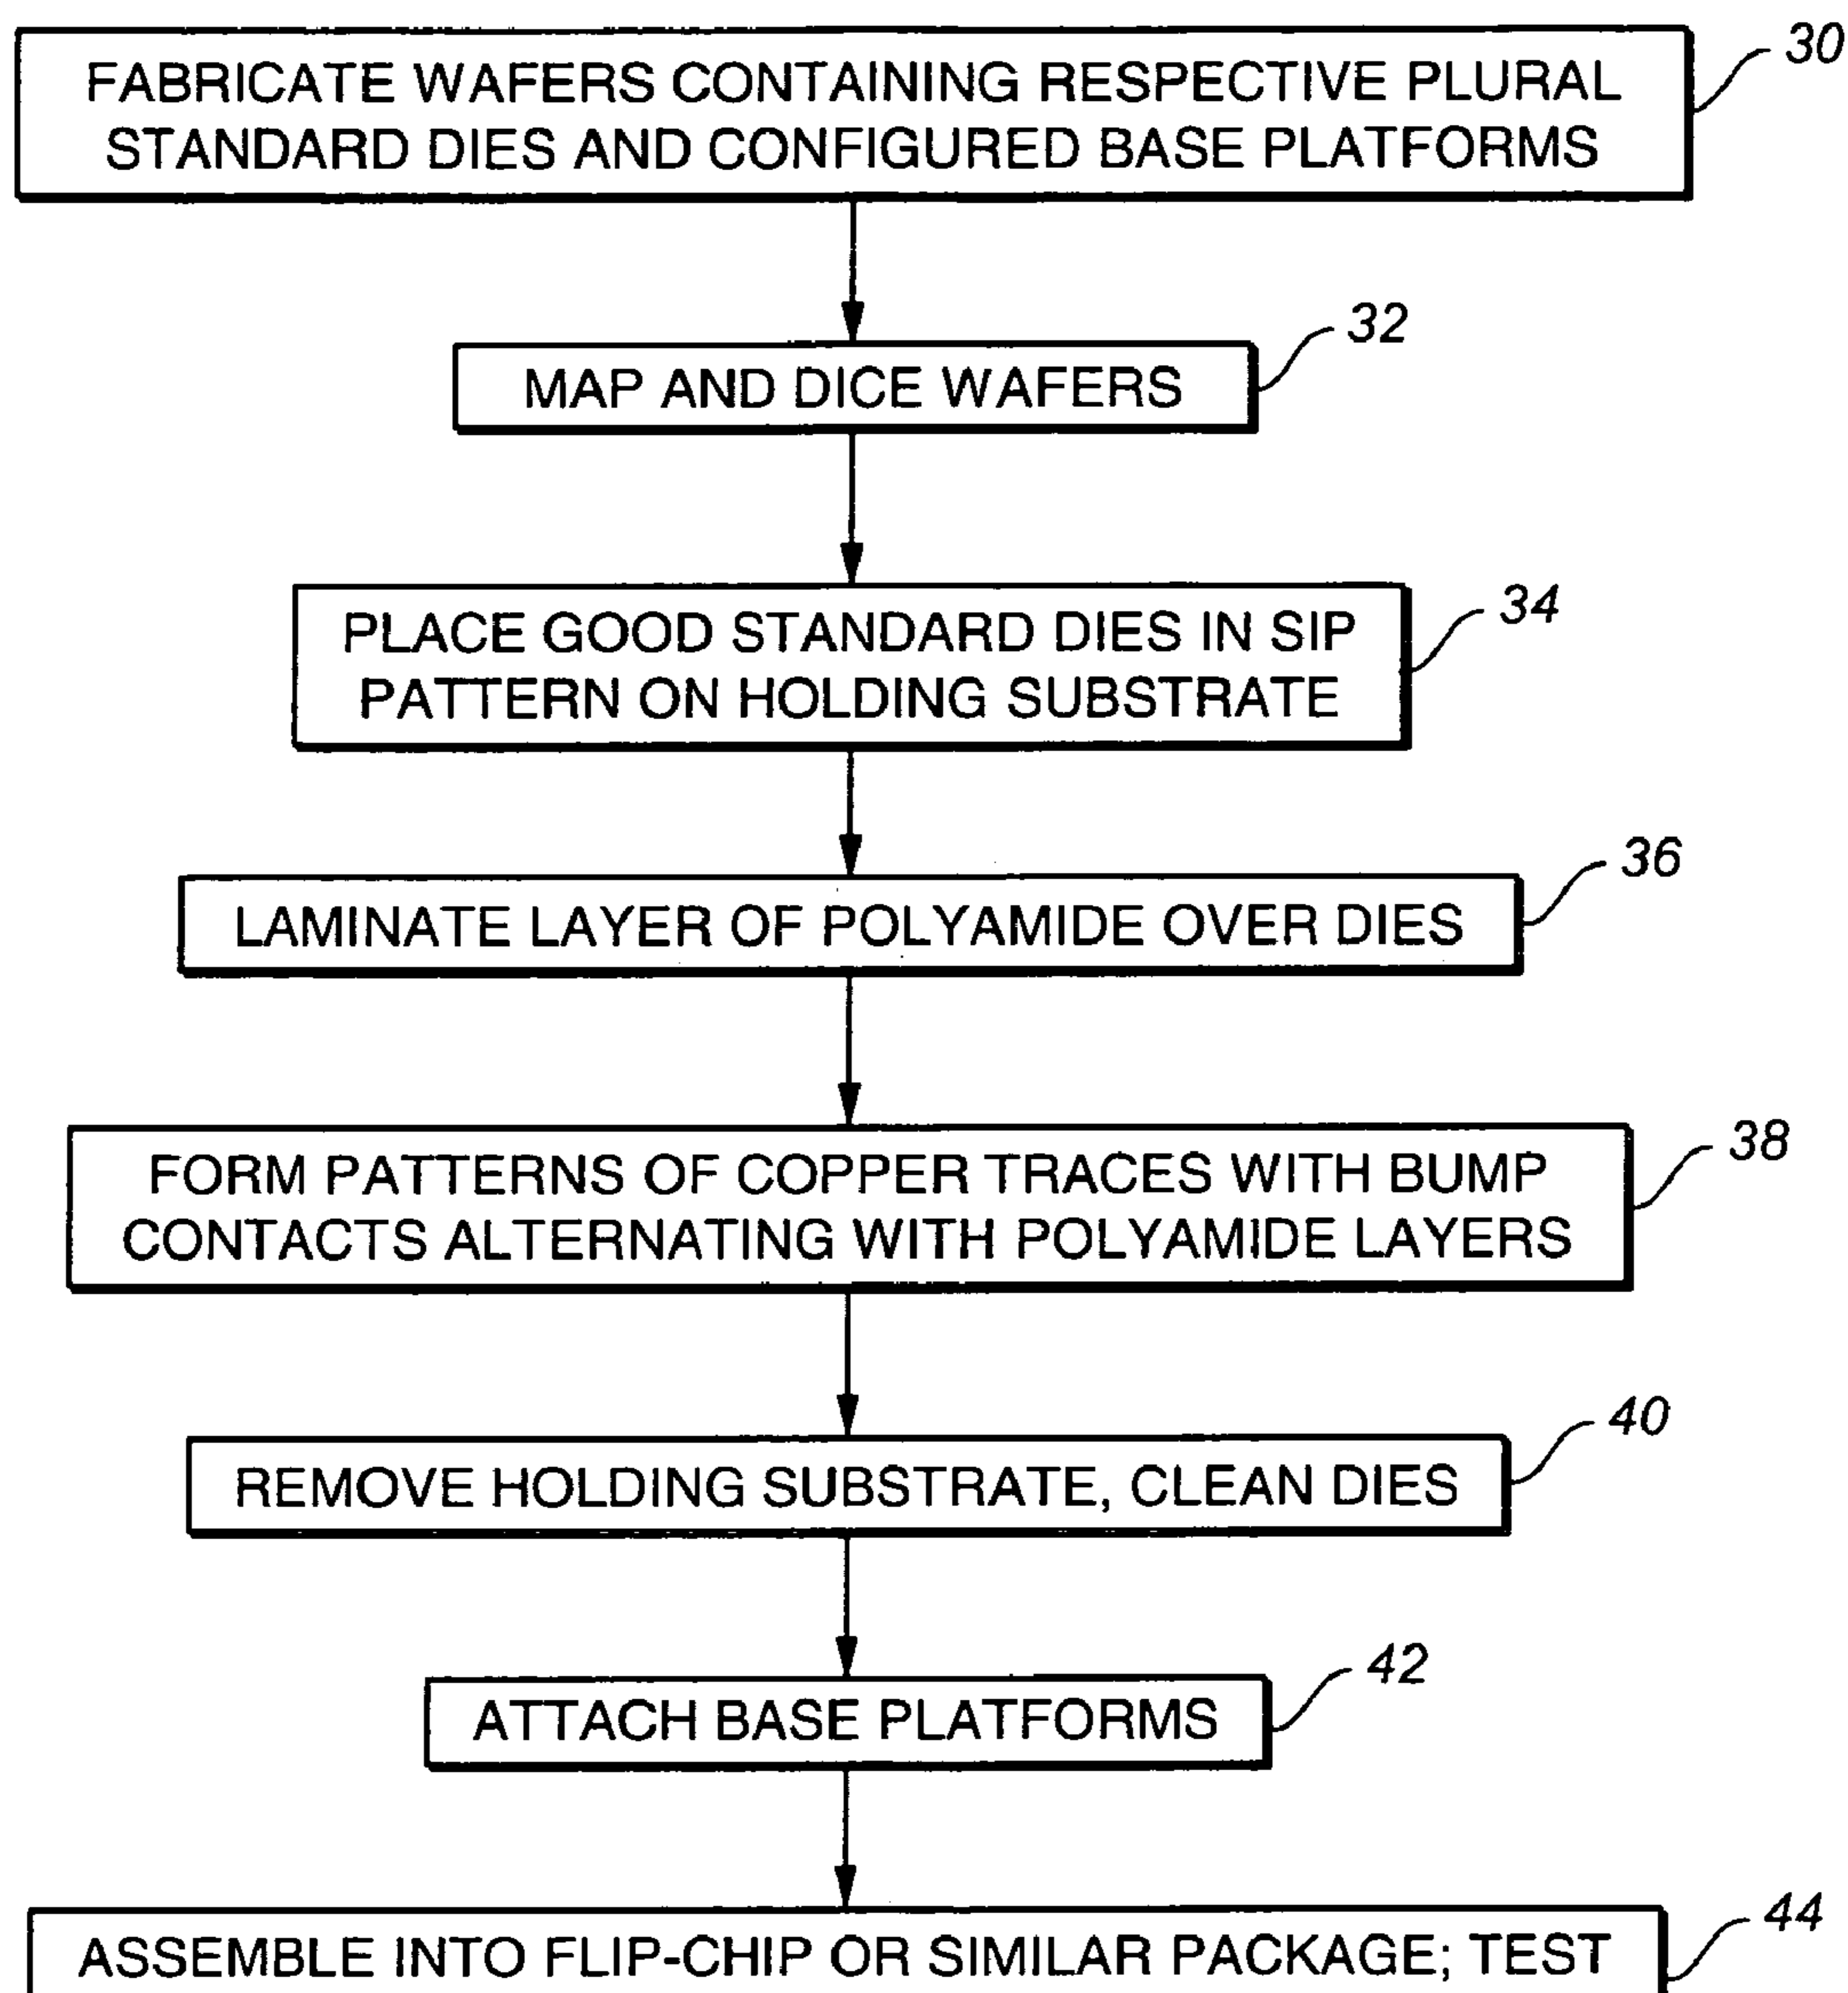 30
FABRICATE WAFERS CONTAINING RESPECTIVE PLURAL
STANDARD DIES AND CONFIGURED BASE PLATFORMS
32
MAP AND DICE WAFERS
34
PLACE GOOD STANDARD DIES IN SIP
PATTERN ON HOLDING SUBSTRATE
36
LAMINATE LAYER OF POLYAMIDE OVER DIES
38
FORM PATTERNS OF COPPER TRACES WITH BUMP
CONTACTS ALTERNATING WITH POLYAMIDE LAYERS
40
REMOVE HOLDING SUBSTRATE, CLEAN DIES
42
ATTACH BASE PLATFORMS
44
ASSEMBLE INTO FLIP-CHIP OR SIMILAR PACKAGE; TEST